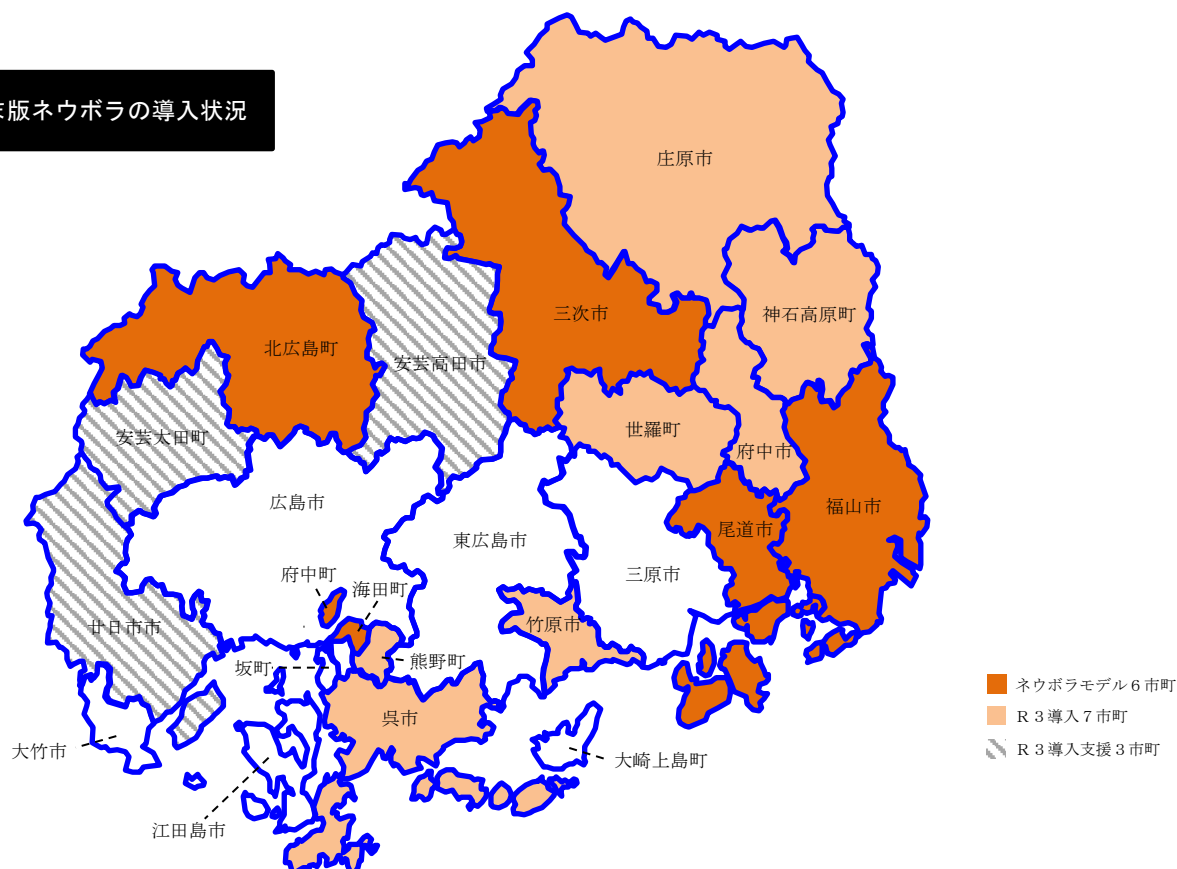 版ネウボラの導入状況
庄原市
三次市
神石高原町
北広島町
安芸高田市
安芸太田町
世羅町
府中市
広島市
福山市
尾道市
東広島市
三原市
府中町
海田町
竹原市
廿日市市
坂町
熊野町
呉市
大竹市
大崎上島町
江田島市
ネウボラモデル６市町
Ｒ３導入７市町
Ｒ３導入支援３市町